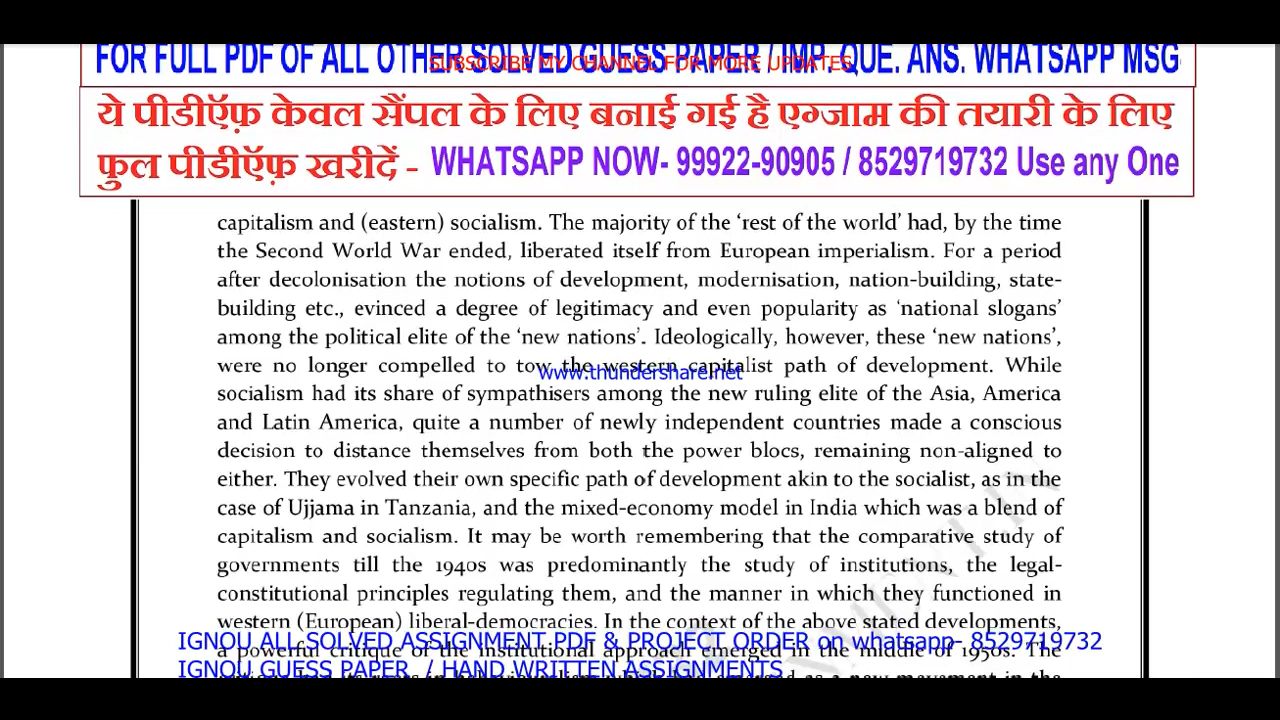 FOR FULL PDF OF ALL OTHER SOLVED GUESS PAPER / IMP. QUE. ANS. WHATSAPP MSG
SUBSCRIBE MY CHANNEL FOR MORE UPDATES
ये पीडीऍफ़ केवल सैंपल के लिए बनाई गई है एग्जाम की तयारी के लिए
फुल पीडीऍफ़ खरीदें - WHATSAPP NOW- 99922-90905 / 8529719732 Use any One
capitalism and (eastern) socialism. The majority of the ‘rest of the world’ had, by the time
the Second World War ended, liberated itself from European imperialism. For a period
after decolonisation the notions of development, modernisation, nation-building, state-
building etc., evinced a degree of legitimacy and even popularity as ‘national slogans’
among the political elite of the ‘new nations’. Ideologically, however, these ‘new nations’,
were no longer compelled to tow the western capitalist path of development. While
www.thundershare.net
socialism had its share of sympathisers among the new ruling elite of the Asia, America
and Latin America, quite a number of newly independent countries made a conscious
decision to distance themselves from both the power blocs, remaining non-aligned to
either. They evolved their own specific path of development akin to the socialist, as in the
case of Ujjama in Tanzania, and the mixed-economy model in India which was a blend of
capitalism and socialism. It may be worth remembering that the comparative study of
governments till the 1940s was predominantly the study of institutions, the legal-
constitutional principles regulating them, and the manner in which they functioned in
western (European) liberal-democracies. In the context of the above stated developments,
IGNOU ALL SOLVED ASSIGNMENT PDF & PROJECT ORDER on whatsapp- 8529719732
a powerful critique of the institutional approach emerged in the middle of 1950s. The
IGNOU GUESS PAPER / HAND WRITTEN ASSIGNMENTS